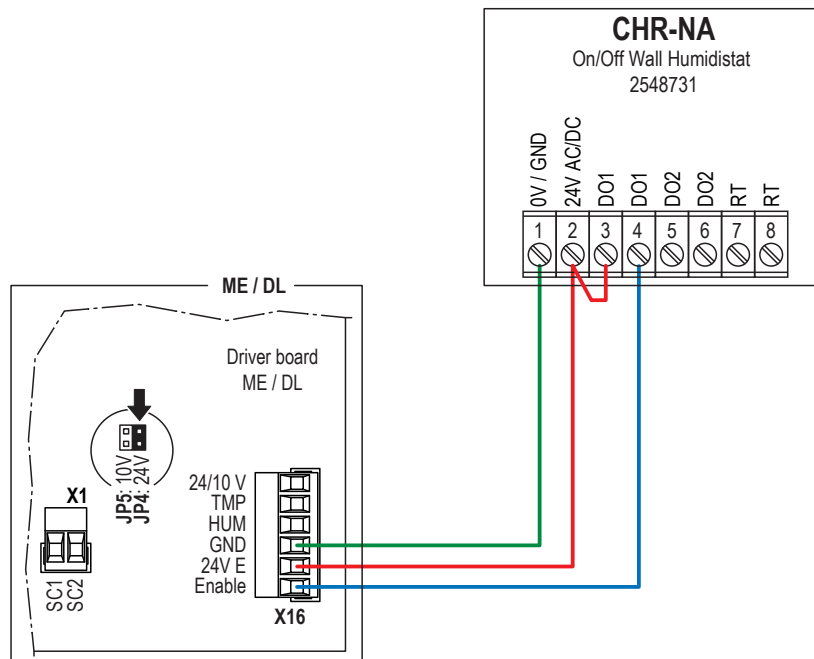 CHR-NA
On/Off Wall Humidistat
2548731
0V / GND
24V AC/DC
DO1
DO1
DO2
DO2
RT
RT
1
2
3
4
5
6
7
8
ME / DL
Driver board
ME / DL
JP5: 10V
JP4: 24V
X1
SC1
SC2
24/10 V
TMP
HUM
GND
24V E
Enable
X16